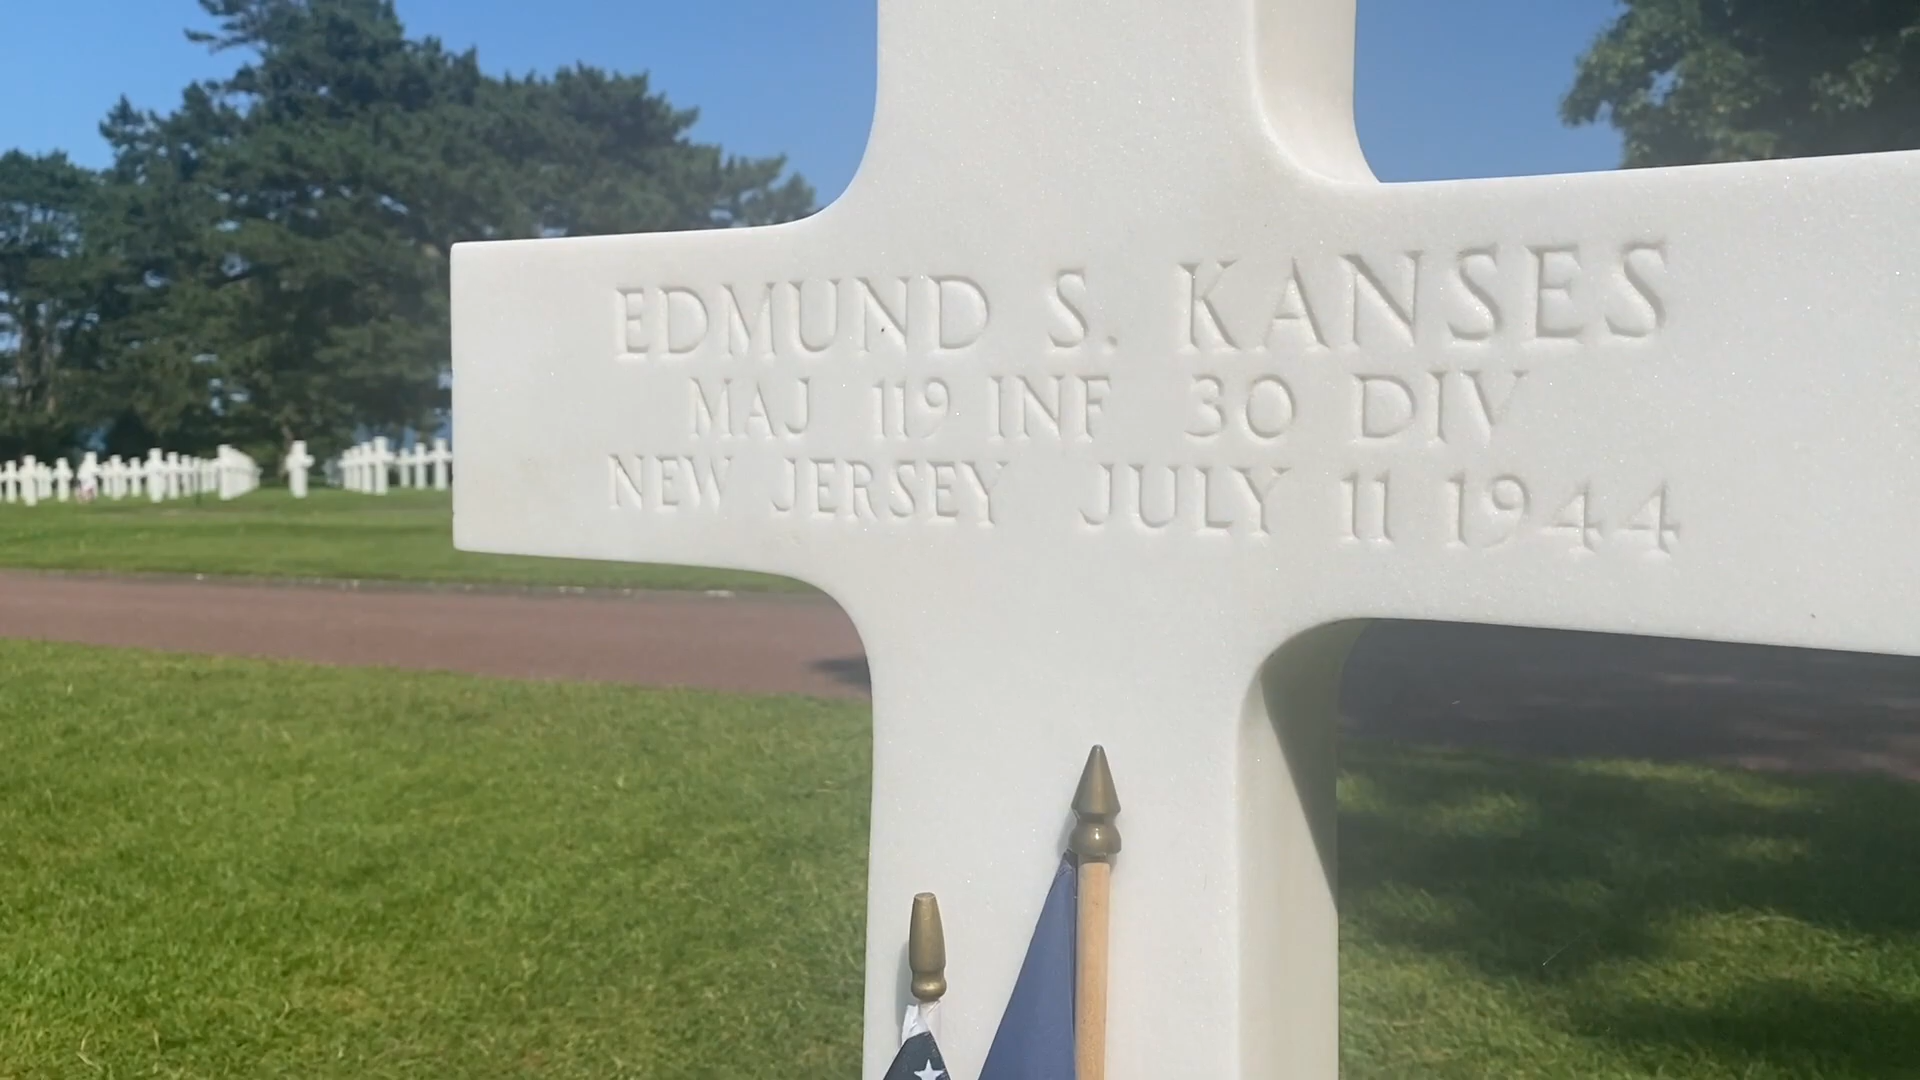 EDMUND S. KANSES
MAJ 119 INF 30 DIV
NEW JERSEY JULY 11 1944